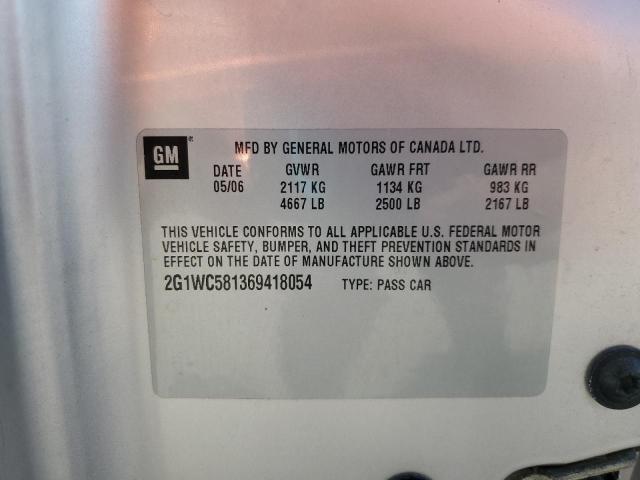 GM
MFD BY GENERAL MOTORS OF CANADA LTD.
DATE GVWR GAWR FRT GAWR RR
05/06 2117 KG 1134 KG 983 KG
4667 LB 2500 LB 2167 LB
THIS VEHICLE CONFORMS TO ALL APPLICABLE U.S. FEDERAL MOTOR
VEHICLE SAFETY, BUMPER, AND THEFT PREVENTION STANDARDS IN
EFFECT ON THE DATE OF MANUFACTURE SHOWN ABOVE.
2G1WC581369418054 TYPE: PASS CAR